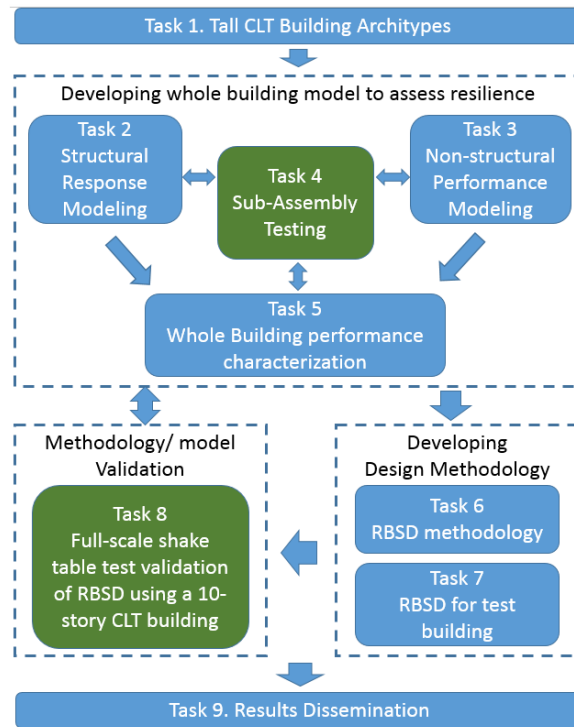 Task 1. Tall CLT Building Architypes
Developing whole building model to assess resilience
Task 2
Structural
Response
Modeling
Task 4
Sub-Assembly
Testing
Task 3
Non-structural
Performance
Modeling
Task 5
Whole Building performance
characterization
Methodology/ model
Validation
Task 8
Full-scale shake
table test validation
of RBSD using a 10-
story CLT building
Developing
Design Methodology
Task 6
RBSD methodology
Task 7
RBSD for test
building
Task 9. Results Dissemination